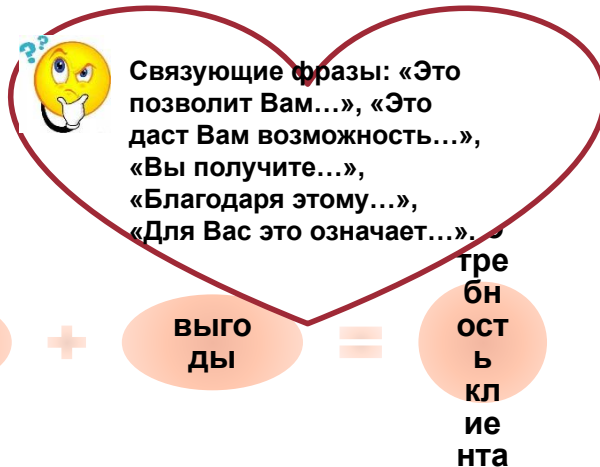 ??
Связующие фразы: «Это
позволит Вам…», «Это
даст Вам возможность…»,
«Вы получите…»,
«Благодаря этому…»,
«Для Вас это означает…».
+
выго
ды
=
тре
бн
ост
ь
кл
ие
нта